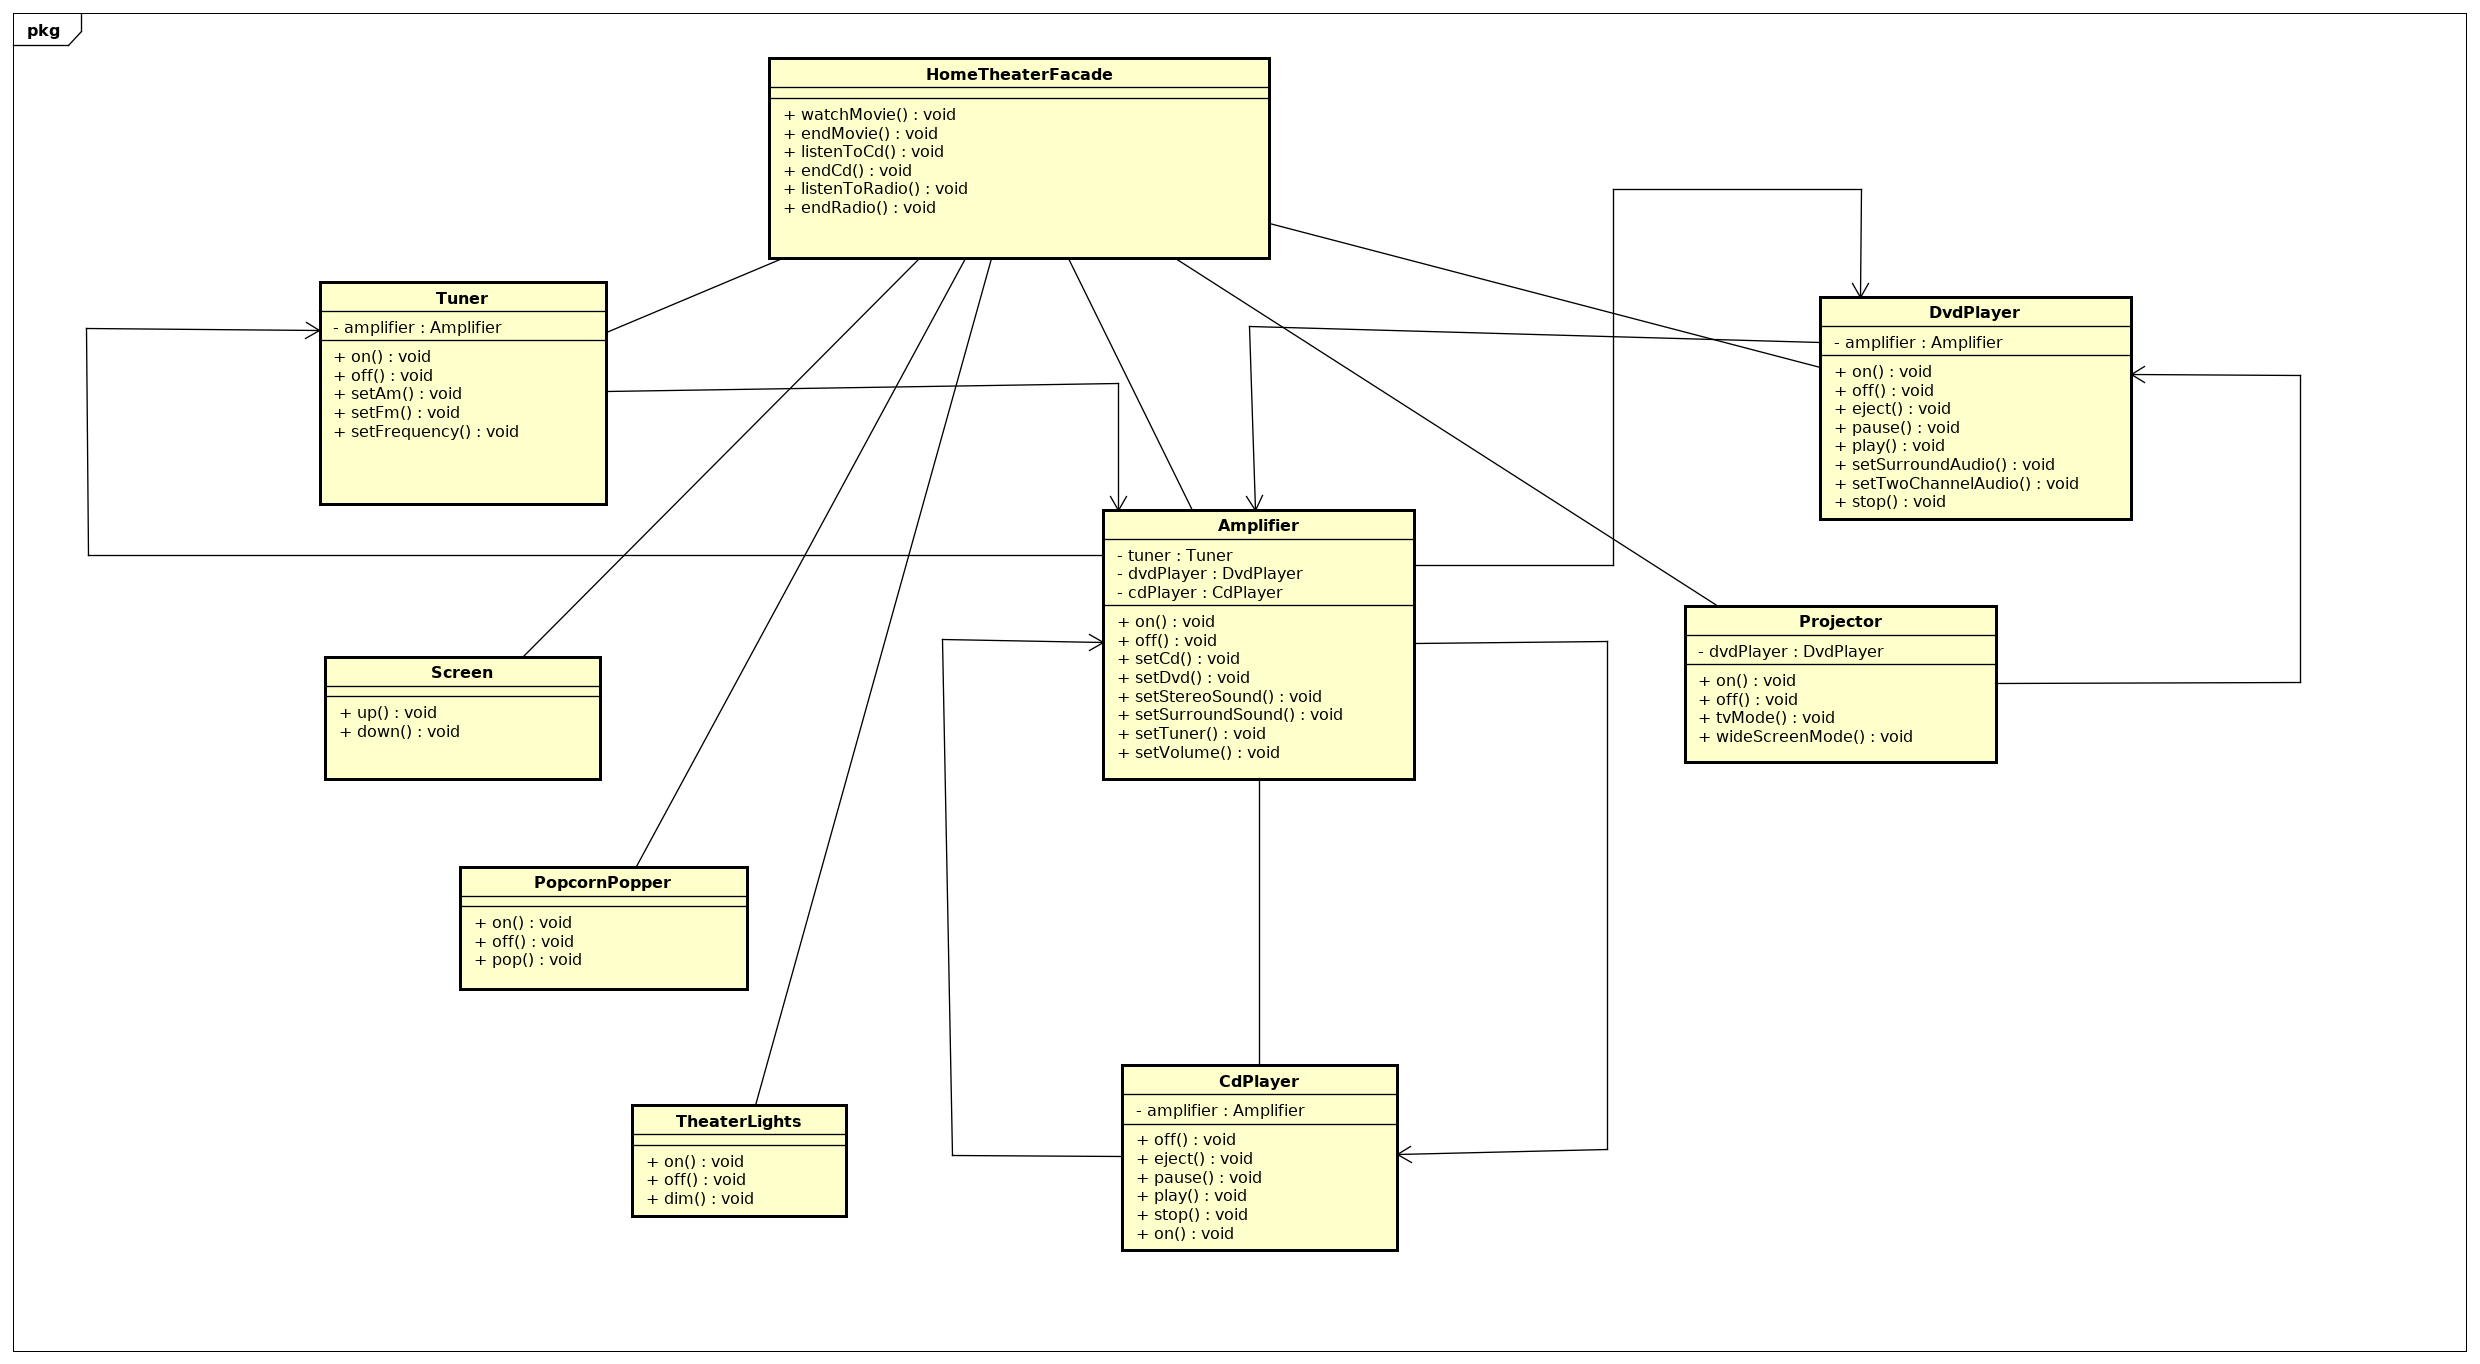 pkg
HomeTheaterFacade
+ watchMovie() : void
+ endMovie() : void
+ listenToCd() : void
+ endCd() : void
+ listenToRadio() : void
+ endRadio() : void
Tuner
- amplifier : Amplifier
+ on() : void
+ off() : void
+ setAm() : void
+ setFm() : void
+ setFrequency() : void
DvdPlayer
- amplifier : Amplifier
+ on() : void
+ off() : void
+ eject() : void
+ pause() : void
+ play() : void
+ setSurroundAudio() : void
+ setTwoChannelAudio() : void
+ stop() : void
Amplifier
- tuner : Tuner
- dvdPlayer : DvdPlayer
- cdPlayer : CdPlayer
+ on() : void
+ off() : void
+ setCd() : void
+ setDvd() : void
+ setStereoSound() : void
+ setSurroundSound() : void
+ setTuner() : void
+ setVolume() : void
Projector
- dvdPlayer : DvdPlayer
+ on() : void
+ off() : void
+ tvMode() : void
+ wideScreenMode() : void
Screen
+ up() : void
+ down() : void
PopcornPopper
+ on() : void
+ off() : void
+ pop() : void
CdPlayer
- amplifier : Amplifier
+ off() : void
+ eject() : void
+ pause() : void
+ play() : void
+ stop() : void
+ on() : void
TheaterLights
+ on() : void
+ off() : void
+ dim() : void